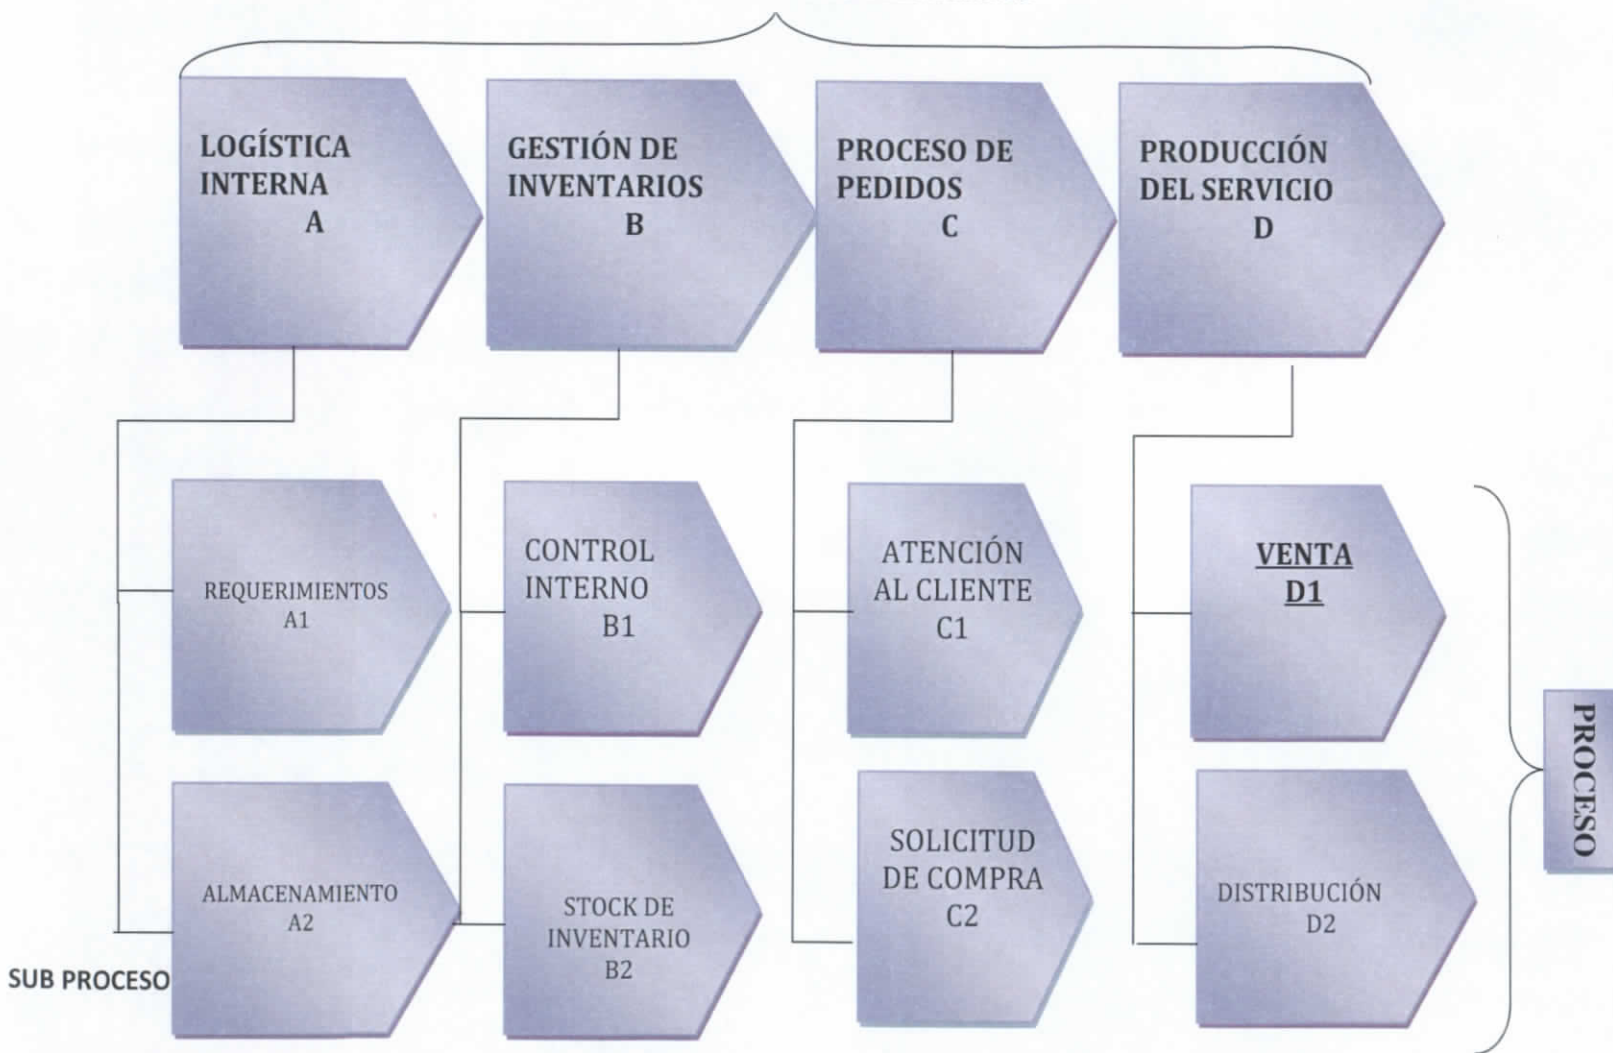 LOGÍSTICA
INTERNA
A
GESTIÓN DE
INVENTARIOS
B
PROCESO DE
PEDIDOS
C
PRODUCCIÓN
DEL SERVICIO
D
REQUERIMIENTOS
A1
CONTROL
INTERNO
B1
ATENCIÓN
AL CLIENTE
C1
VENTA
D1
PROCESO
ALMACENAMIENTO
A2
STOCK DE
INVENTARIO
B2
SOLICITUD
DE COMPRA
C2
DISTRIBUCIÓN
D2
SUB PROCESO